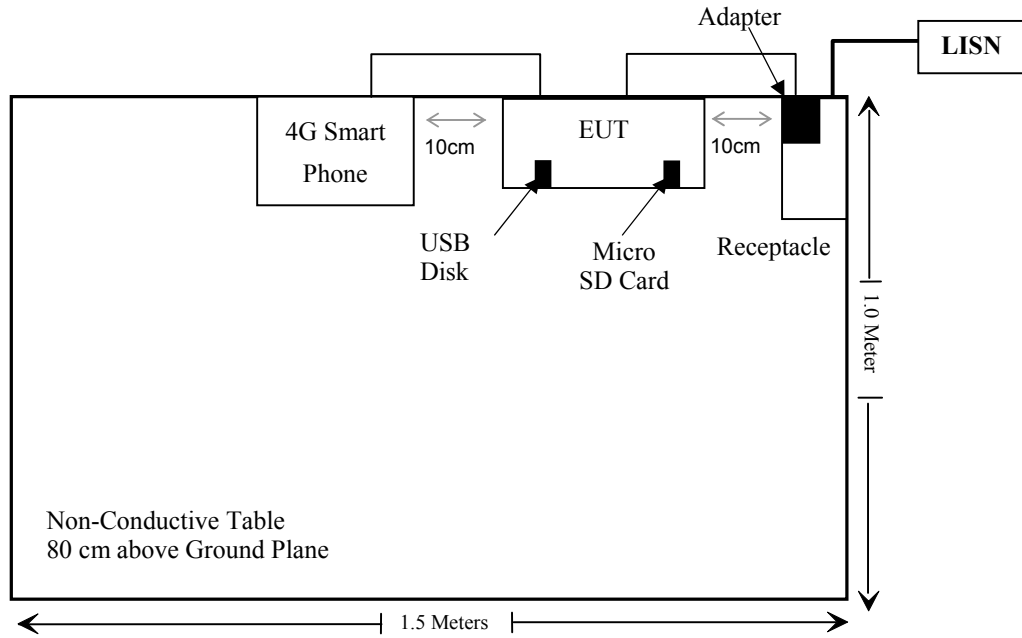 Adapter
LISN
4G Smart
Phone
10cm
EUT
10cm
USB
Disk
Micro
SD Card
Receptacle
1.0 Meter
Non-Conductive Table
80 cm above Ground Plane
1.5 Meters